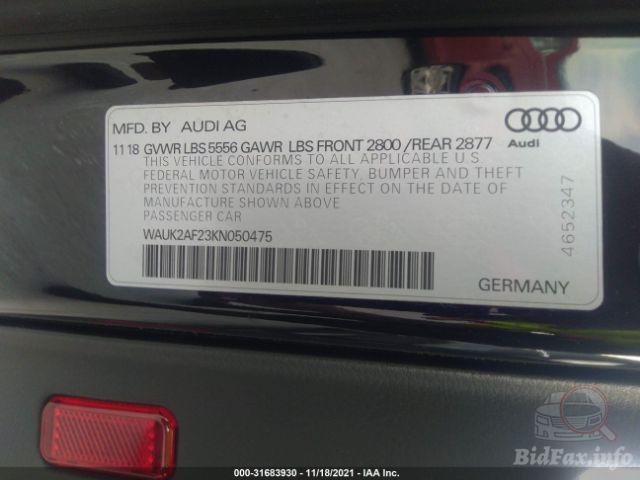 MFD. BY AUDI AG
Audi
11 18 GVWR LBS 5556 GAWR LBS FRONT 2800 /REAR 2877
THIS VEHICLE CONFORMS TO ALL APPLICABLE U.S.
FEDERAL MOTOR VEHICLE SAFETY, BUMPER AND THEFT
PREVENTION STANDARDS IN EFFECT ON THE DATE OF
MANUFACTURE SHOWN ABOVE
PASSENGER CAR
WAUK2AF23KN050475
4652347
GERMANY
BidFax.info
000-31683930 - 11/18/2021 - IAA Inc.